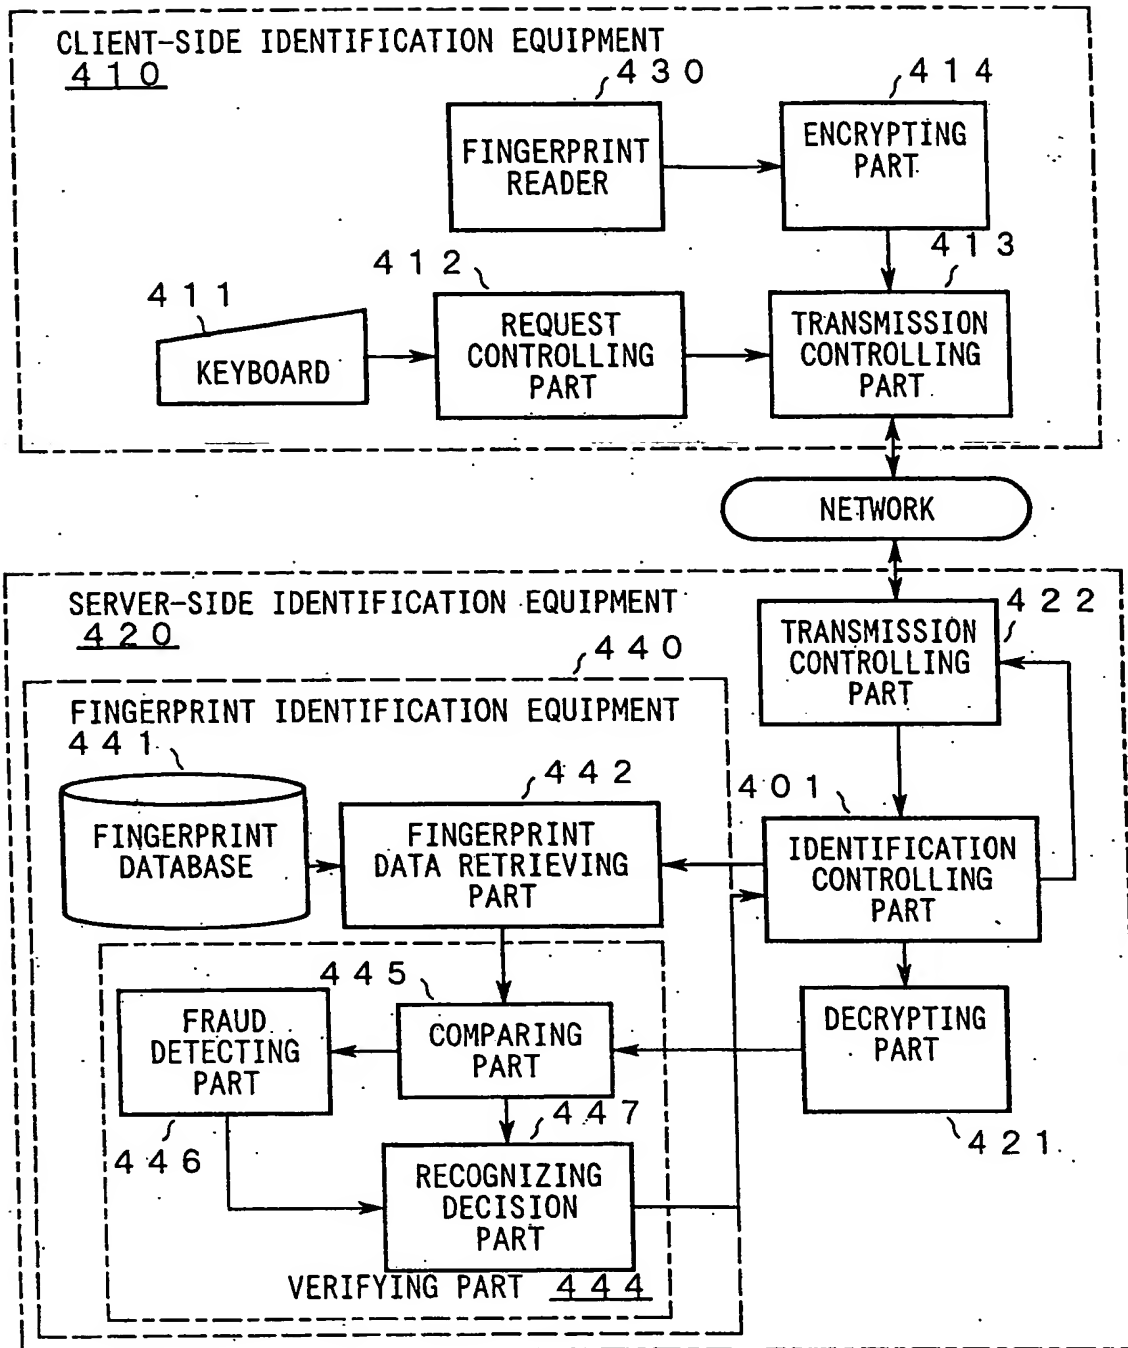 CLIENT-SIDE IDENTIFICATION EQUIPMENT
410
430
414
FINGERPRINT
READER
ENCRYPTING
PART
411
412
413
KEYBOARD
REQUEST
CONTROLLING
PART
TRANSMISSION
CONTROLLING
PART
NETWORK
SERVER-SIDE IDENTIFICATION EQUIPMENT
420
422
TRANSMISSION
CONTROLLING
PART
440
FINGERPRINT IDENTIFICATION EQUIPMENT
441
442
401
FINGERPRINT
DATABASE
FINGERPRINT
DATA RETRIEVING
PART
IDENTIFICATION
CONTROLLING
PART
445
FRAUD
DETECTING
PART
COMPARING
PART
DECRYPTING
PART
446
447
421
RECOGNIZING
DECISION
PART
VERIFYING PART 444